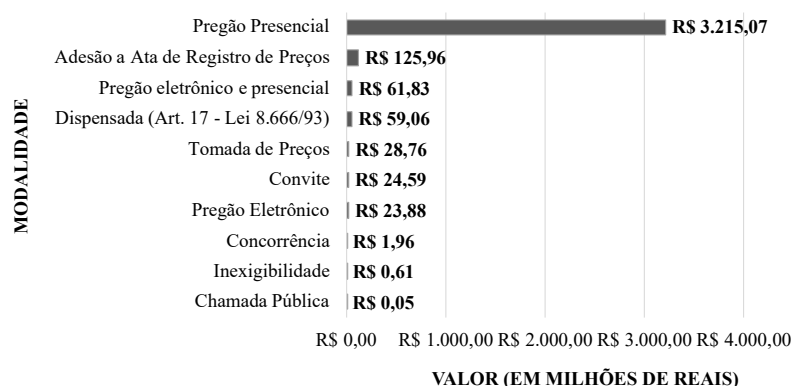 MODALIDADE
Pregão Presencial R$ 3.215,07
Adesão a Ata de Registro de Preços R$ 125,96
Pregão eletrônico e presencial R$ 61,83
Dispensada (Art. 17 - Lei 8.666/93) R$ 59,06
Tomada de Preços R$ 28,76
Convite R$ 24,59
Pregão Eletrônico R$ 23,88
Concorrência R$ 1,96
Inexigibilidade R$ 0,61
Chamada Pública R$ 0,05
R$ 0,00 R$ 1.000,00 R$ 2.000,00 R$ 3.000,00 R$ 4.000,00
VALOR (EM MILHÕES DE REAIS)